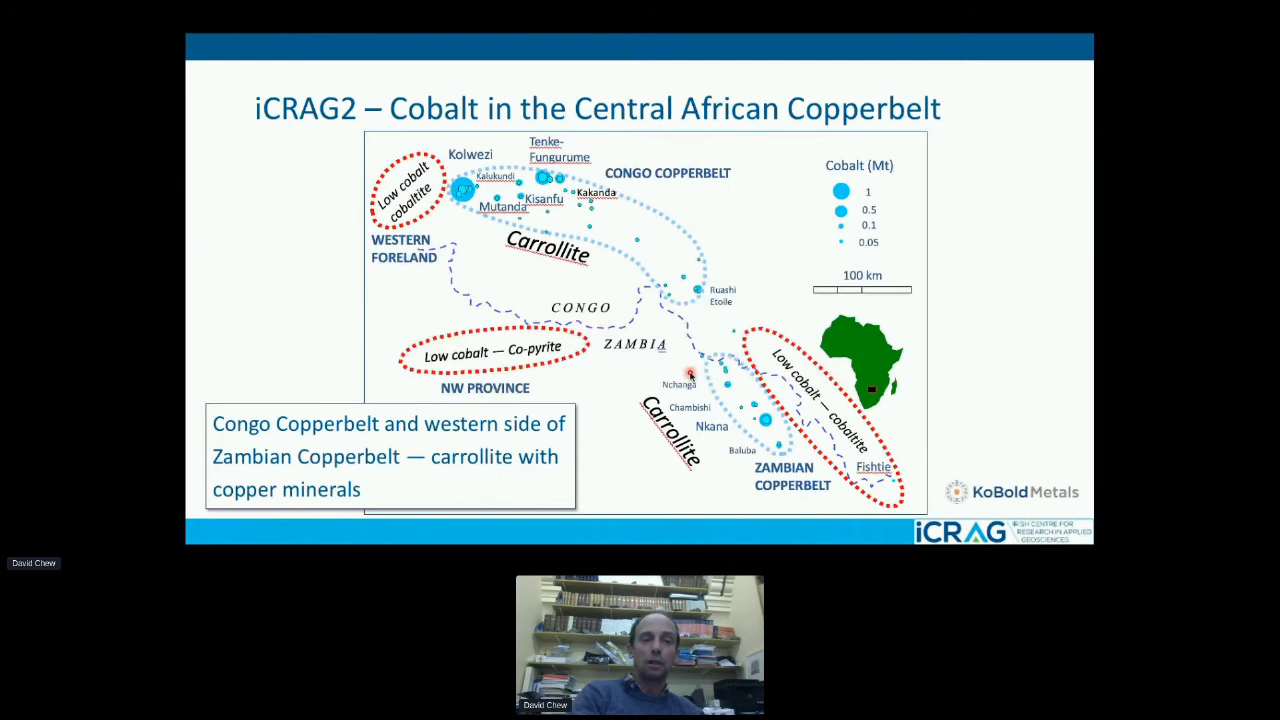 iCRAG2 – Cobalt in the Central African Copperbelt
Low cobalt
cobaltite
Kolwezi
Tenke-
Fungurume
CONGO COPPERBELT
Kalukundi
Kakanda
Mutanda
Kisanfu
Carrollite
WESTERN
FORELAND
Cobalt (Mt)
1
0.5
0.1
0.05
100 km
Ruashi
Etoile
CONGO
ZAMBIA
Low cobalt — Co-pyrite
NW PROVINCE
Nchanga
Chambishi
Nkana
Baluba
Carrollite
Low cobalt — cobaltite
Fishtie
ZAMBIAN
COPPERBELT
Congo Copperbelt and western side of
Zambian Copperbelt — carrollite with
copper minerals
KoBold Metals
iCRAG
IRISH CENTRE FOR
RESEARCH IN APPLIED
GEOSCIENCES
David Chew
David Chew